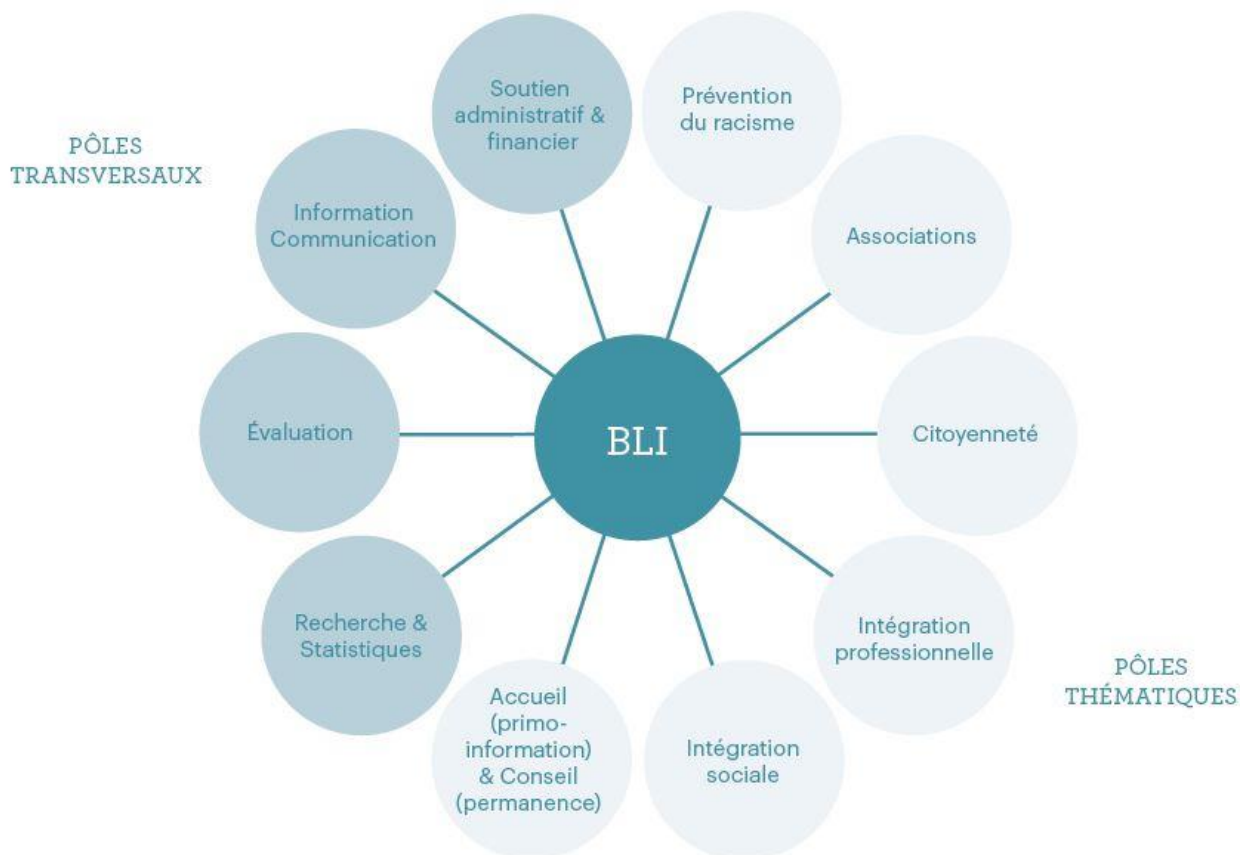 Soutien
administratif &
financier
Prévention
du racisme
PÔLES
TRANSVERSAUX
Information
Communication
Associations
Évaluation
BLI
Citoyenneté
Recherche &
Statistiques
Intégration
professionnelle
PÔLES
THÉMATIQUES
Accueil
(primo-
information)
& Conseil
(permanence)
Intégration
sociale